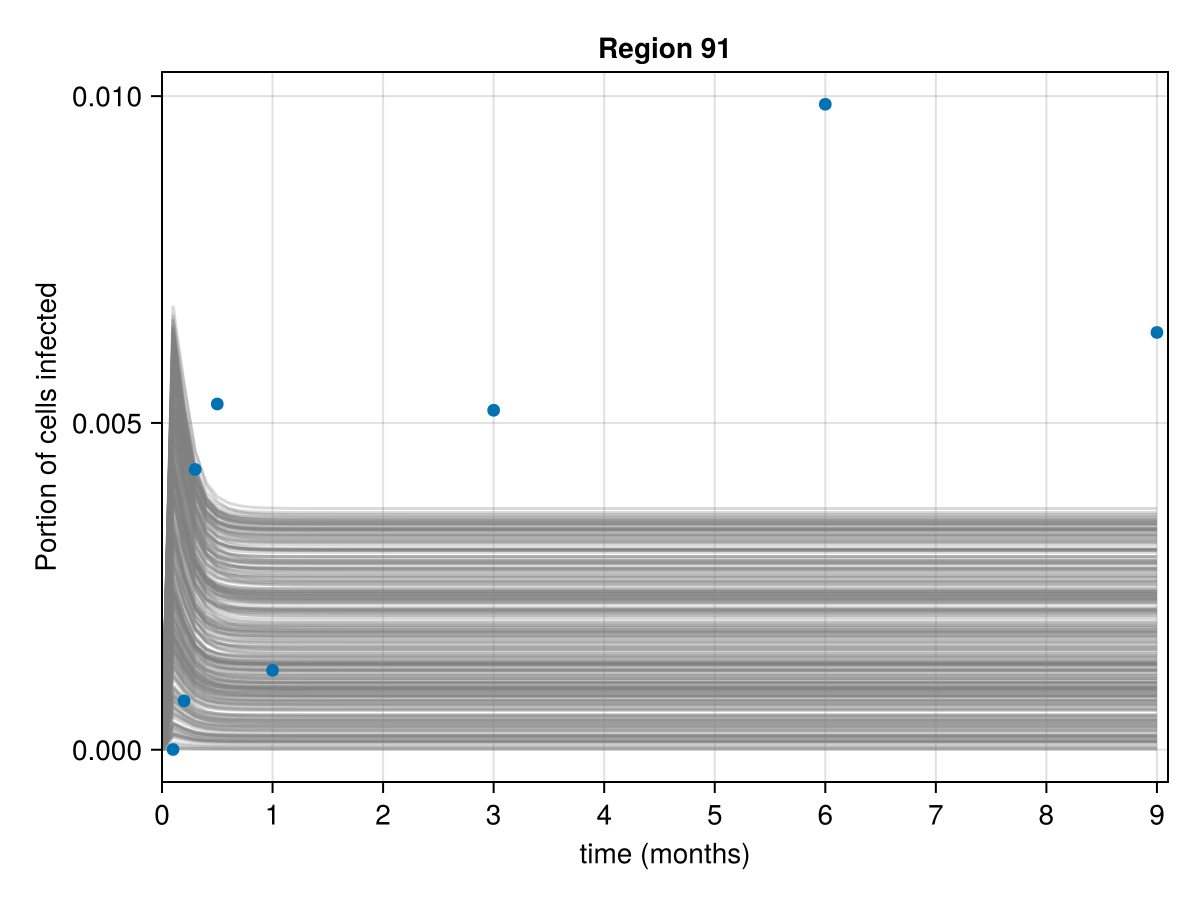 Region 91
0.010
0.005
0.000
Portion of cells infected
0 1 2 3 4 5 6 7 8 9
time (months)